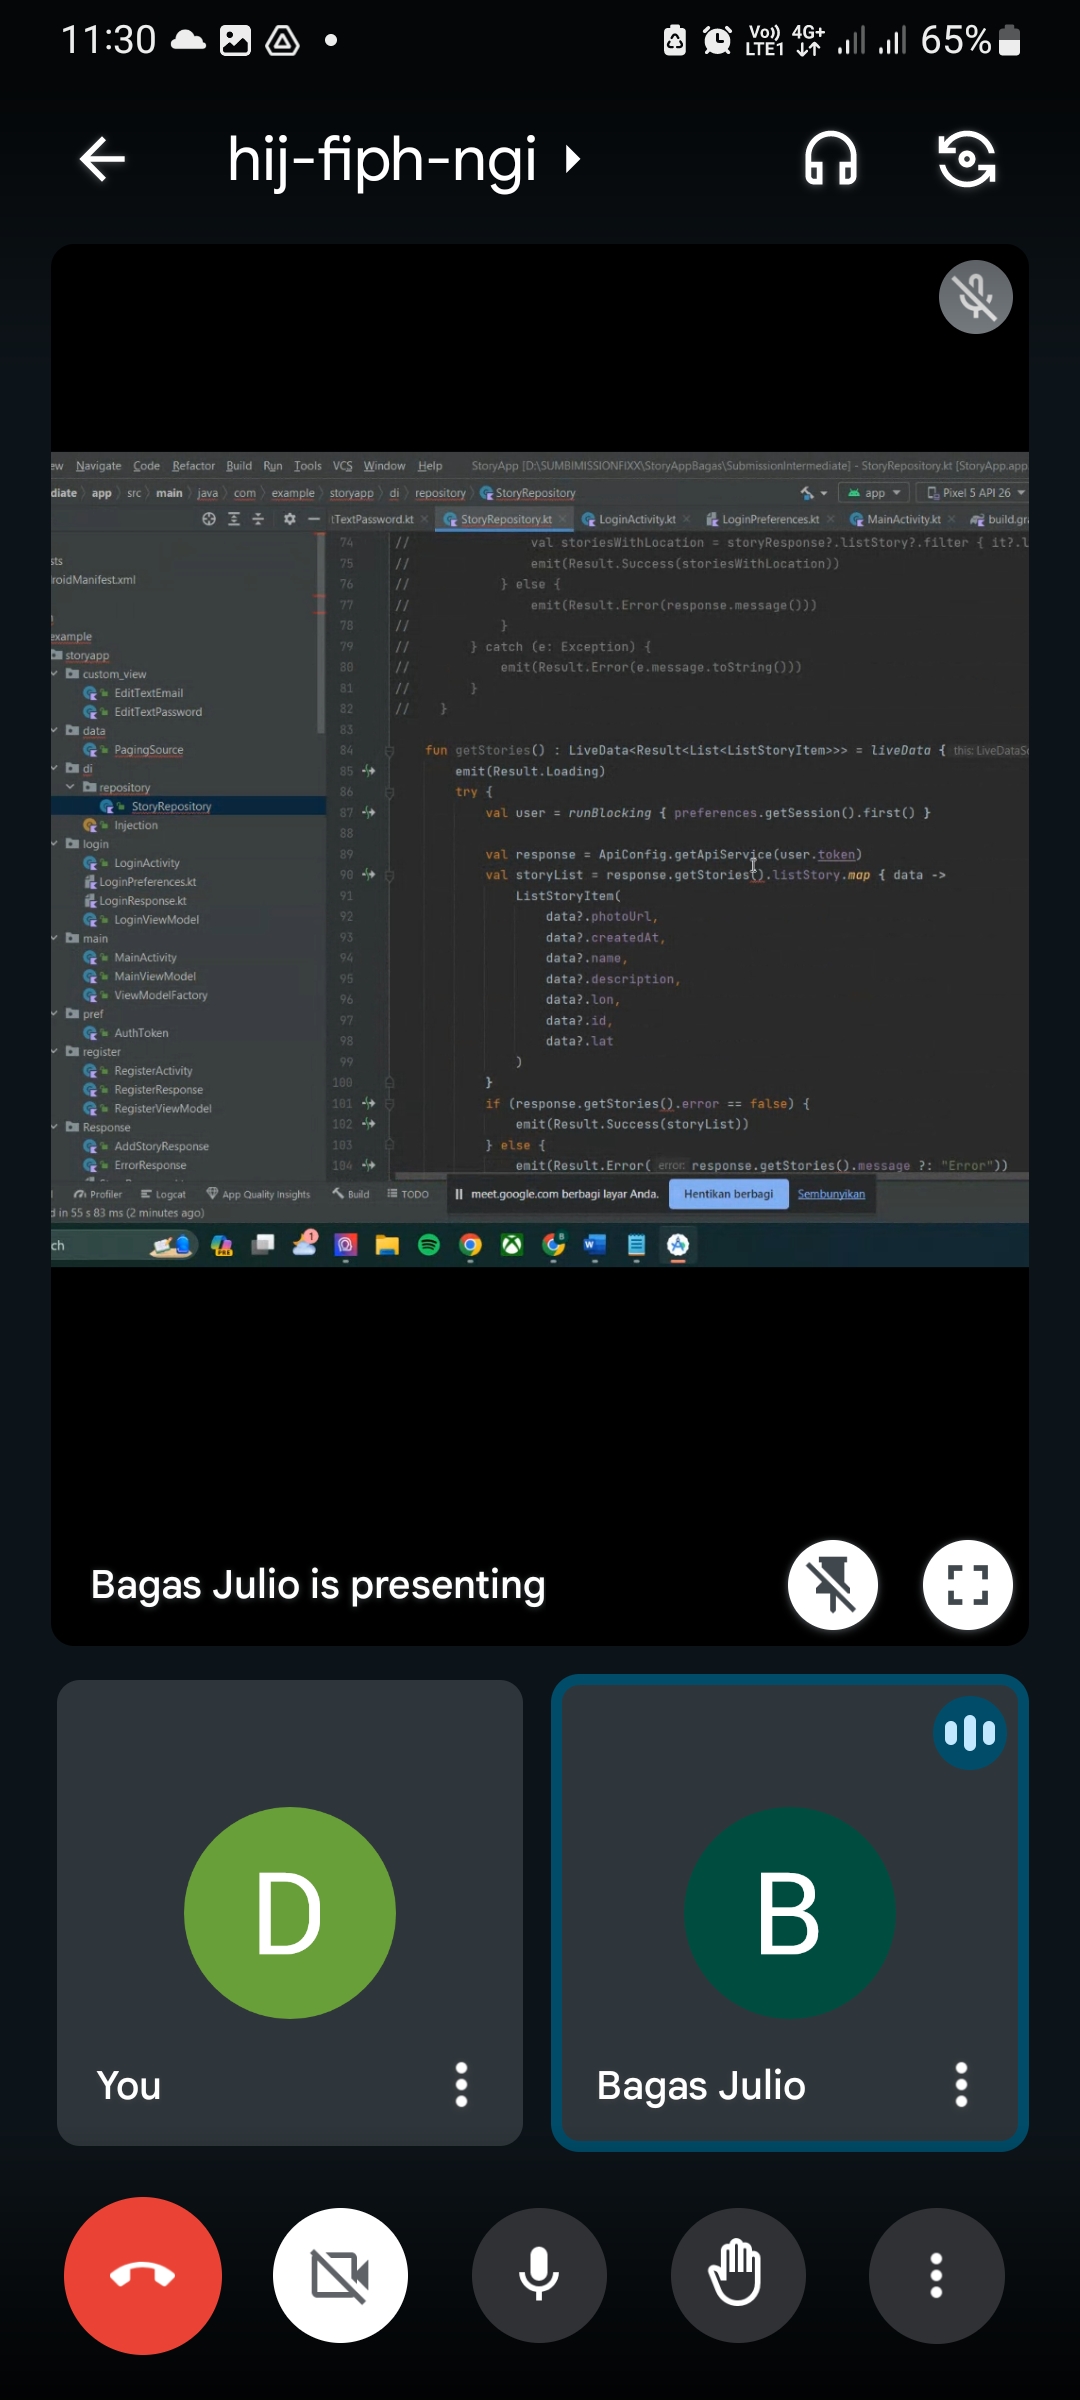 11:30
Vo)) LTE1 4G+ 65%
hij-fiph-ngi
Navigate Code Refactor Build Run Tools VCS Window Help StoryApp [D:\SUMBIMISSIONFIXX\StoryAppBagas\SubmissionIntermediate] - StoryRepository.kt [StoryApp.app
diate app src main java com example storyapp di repository StoryRepository app Pixel 5 API 26
tTextPassword.kt StoryRepository.kt LoginActivity.kt LoginPreferences.kt MainActivity.kt build.gra
sts
roidManifest.xml
example
storyapp
custom_view
EditTextEmail
EditTextPassword
data
PagingSource
di
repository
StoryRepository
Injection
login
LoginActivity
LoginPreferences.kt
LoginResponse.kt
LoginViewModel
main
MainActivity
MainViewModel
ViewModelFactory
pref
AuthToken
register
RegisterActivity
RegisterResponse
RegisterViewModel
Response
AddStoryResponse
ErrorResponse
74 // val storiesWithLocation = storyResponse?.listStory?.filter { it?.l
75 // emit(Result.Success(storiesWithLocation))
76 // } else {
77 // emit(Result.Error(response.message()))
78 // }
79 // } catch (e: Exception) {
80 // emit(Result.Error(e.message.toString()))
81 // }
82 // }
83
84 fun getStories() : LiveData<Result<List<ListStoryItem>>> = liveData { this: LiveDataSc
85 emit(Result.Loading)
86 try {
87 val user = runBlocking { preferences.getSession().first() }
88
89 val response = ApiConfig.getApiService(user.token)
90 val storyList = response.getStories().listStory.map { data ->
91 ListStoryItem(
92 data?.photoUrl,
93 data?.createdAt,
94 data?.name,
95 data?.description,
96 data?.lon,
97 data?.id,
98 data?.lat
99 )
100 }
101 if (response.getStories().error == false) {
102 emit(Result.Success(storyList))
103 } else {
104 emit(Result.Error( error: response.getStories().message ?: "Error"))
Profiler Logcat App Quality Insights Build TODO meet.google.com berbagi layar Anda. Hentikan berbagi Sembunyikan
d in 55 s 83 ms (2 minutes ago)
ch
PRE
1
Bagas Julio is presenting
D
B
You
Bagas Julio